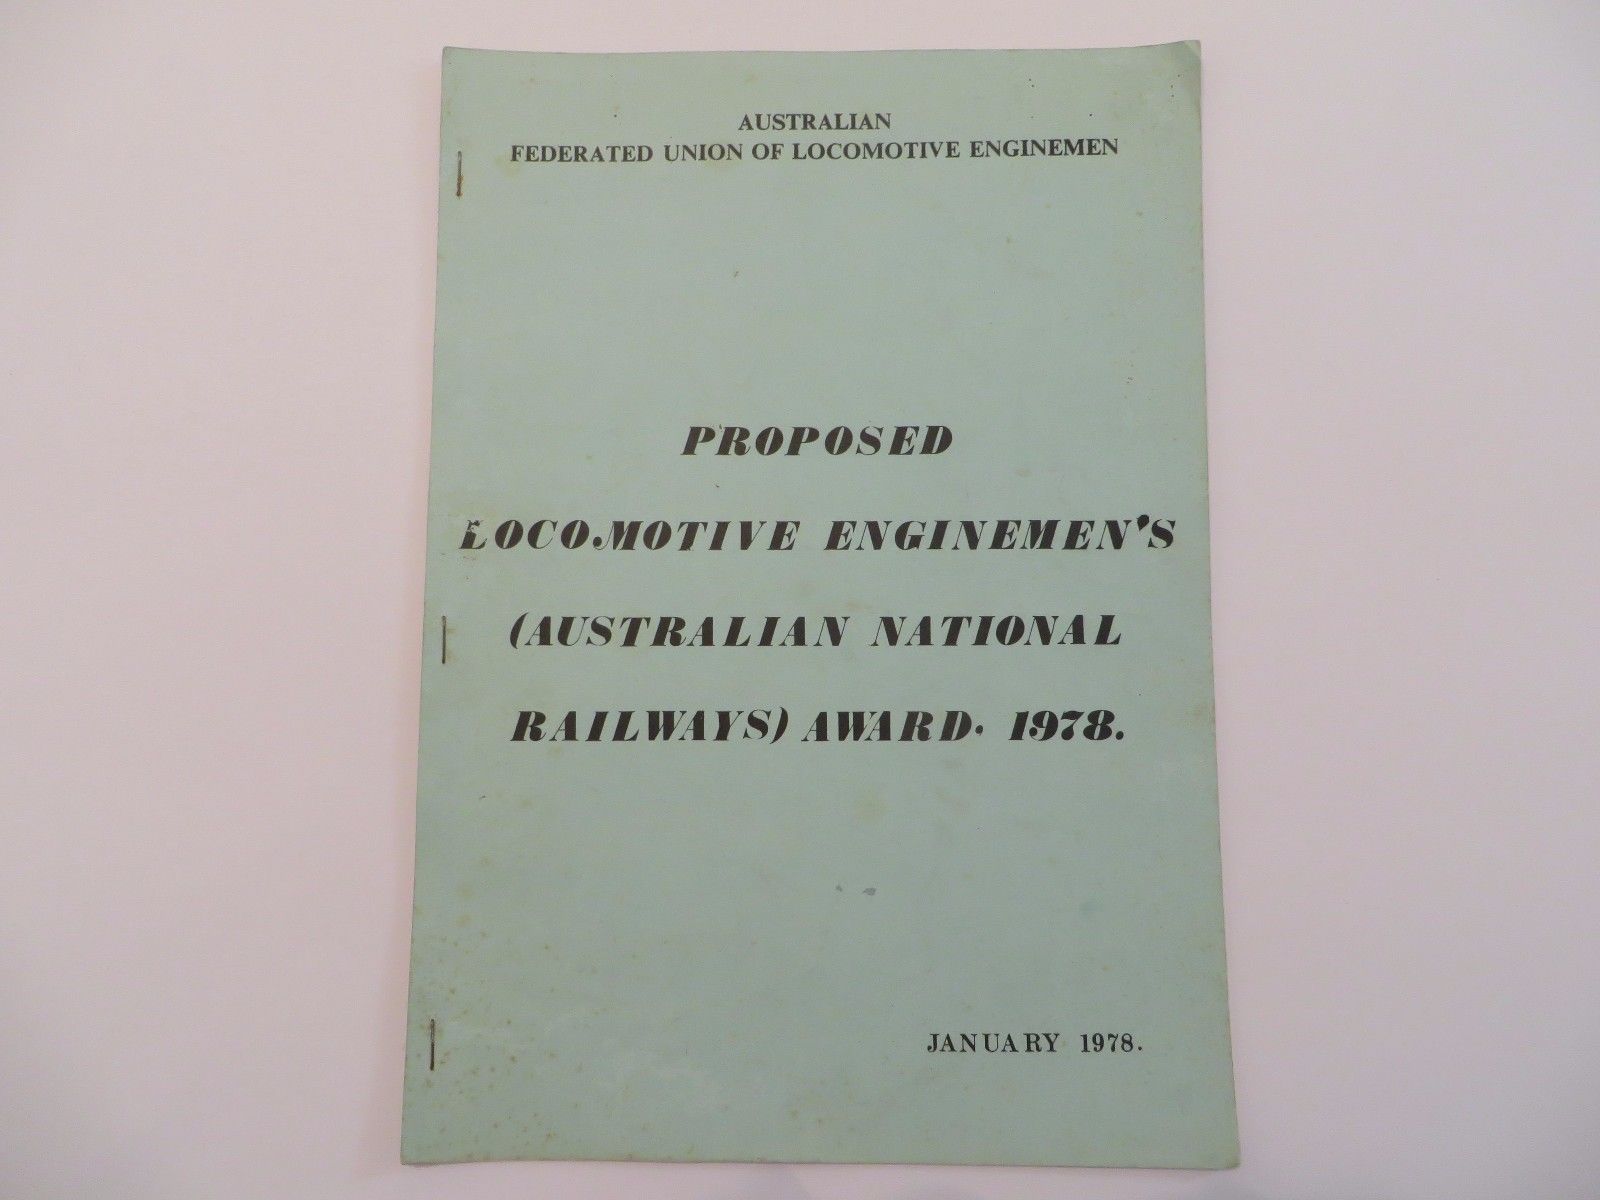 AUSTRALIAN
FEDERATED UNION OF LOCOMOTIVE ENGINEMEN
PROPOSED
LOCOMOTIVE ENGINEMEN'S
(AUSTRALIAN NATIONAL
RAILWAYS) AWARD. 1978.
JANUARY 1978.